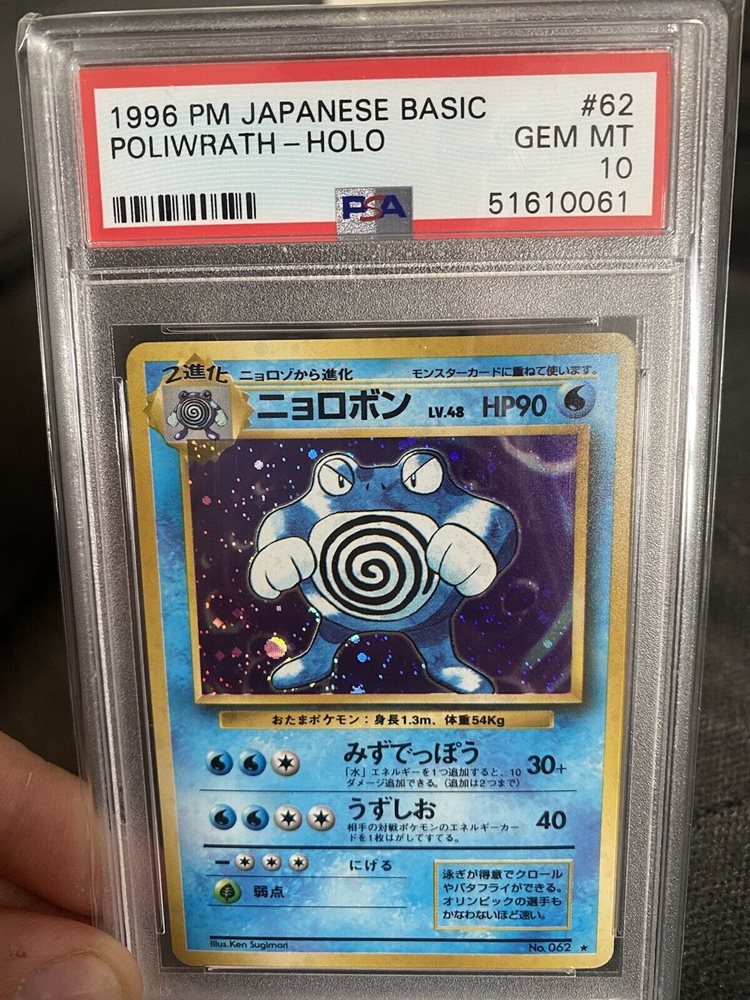 1996 PM JAPANESE BASIC #62
POLIWRATH – HOLO GEM MT
10
PSA 51610061
2進化 ニョロゾから進化 モンスターカードに重ねて使います。
ニョロボン LV.48 HP90
おたまポケモン：身長1.3m、体重54Kg
みずでっぽう 30+
「水」エネルギーを1つ追加すると、10
ダメージ追加できる。（追加は2つまで）
うずしお 40
相手の対戦ポケモンのエネルギーカー
ドを1枚はがしてすてる。
にげる
弱点
泳ぎが得意でクロール
やバタフライができる。
オリンピックの選手も
かなわないほど速い。
Illus.Ken Sugimori No.062 ★